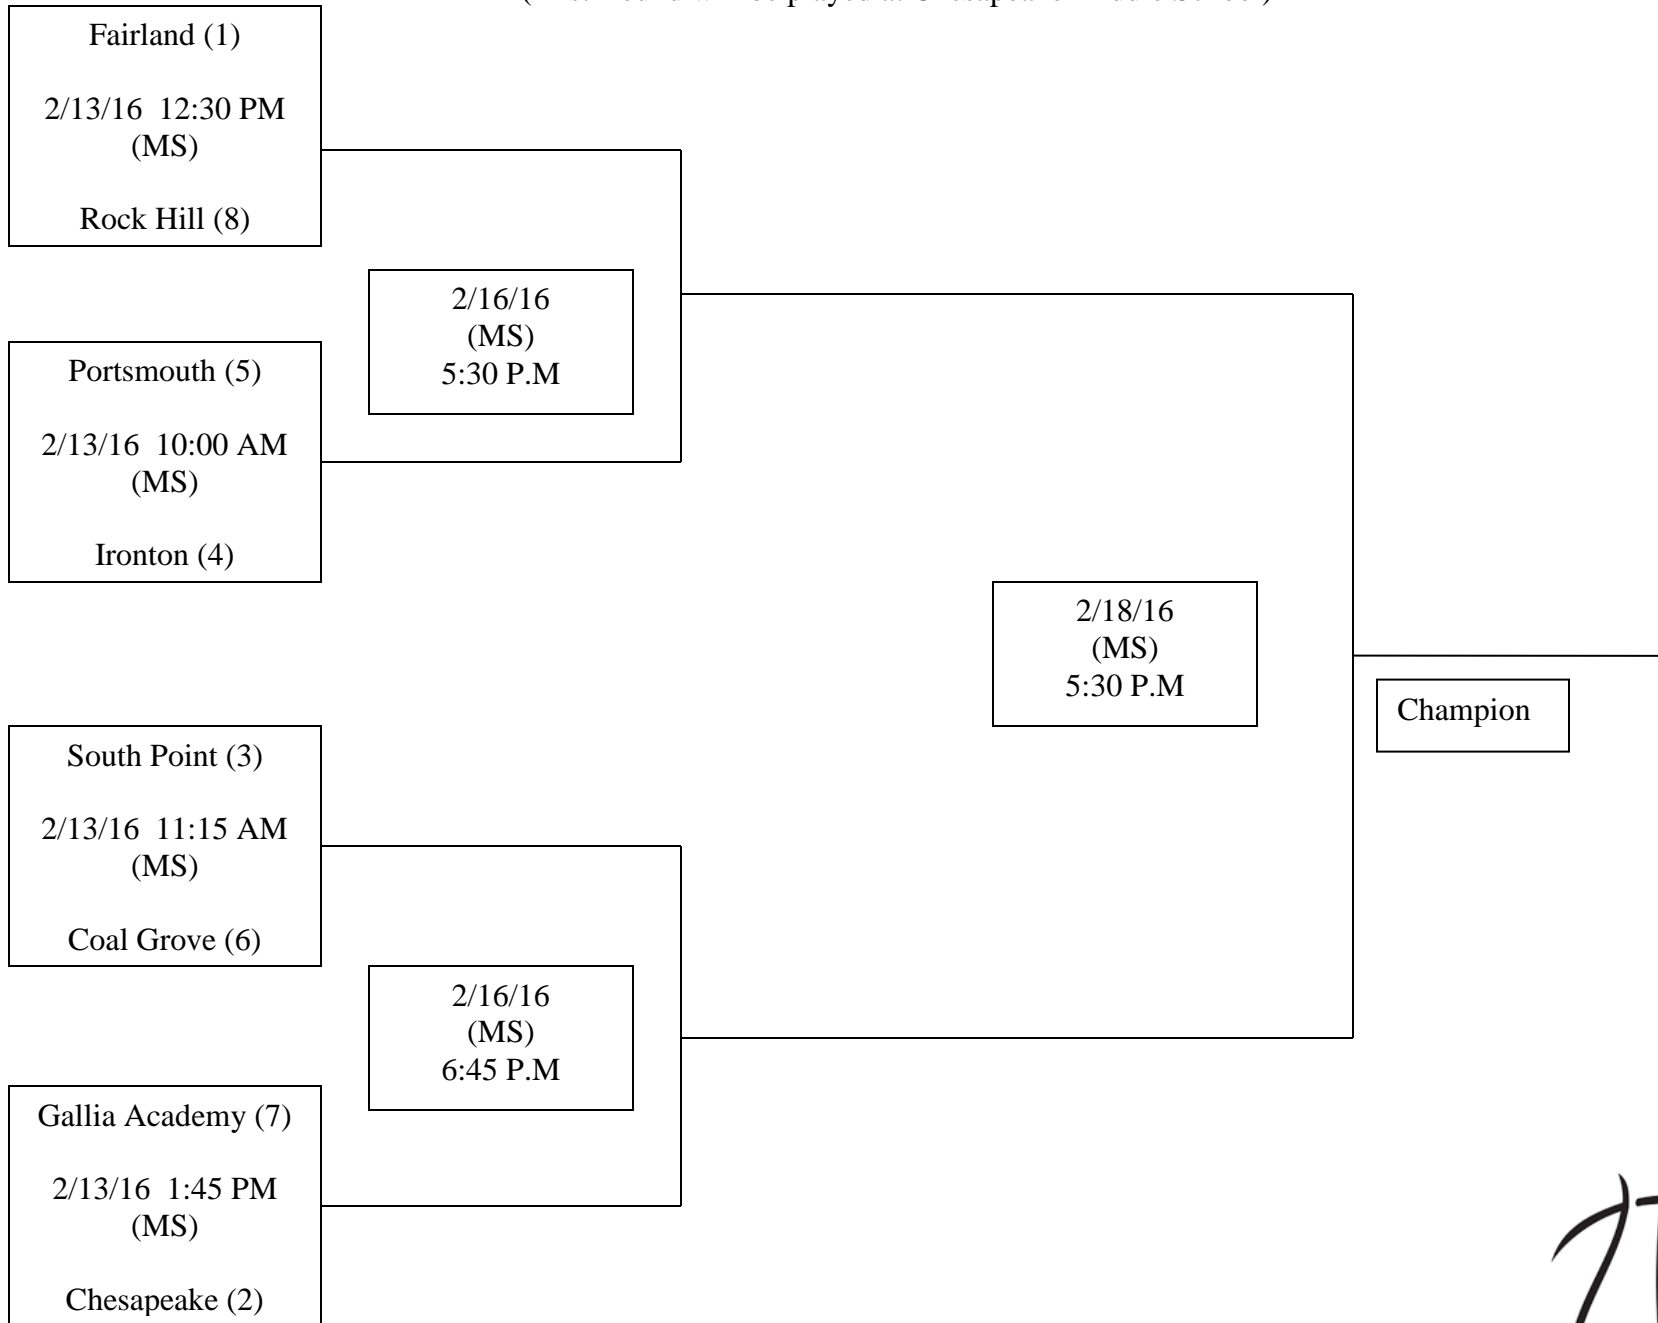 Fairland (1)
2/13/16 12:30 PM
(MS)
Rock Hill (8)
2/16/16
(MS)
5:30 P.M
Portsmouth (5)
2/13/16 10:00 AM
(MS)
Ironton (4)
2/18/16
(MS)
5:30 P.M
Champion
South Point (3)
2/13/16 11:15 AM
(MS)
Coal Grove (6)
2/16/16
(MS)
6:45 P.M
Gallia Academy (7)
2/13/16 1:45 PM
(MS)
Chesapeake (2)